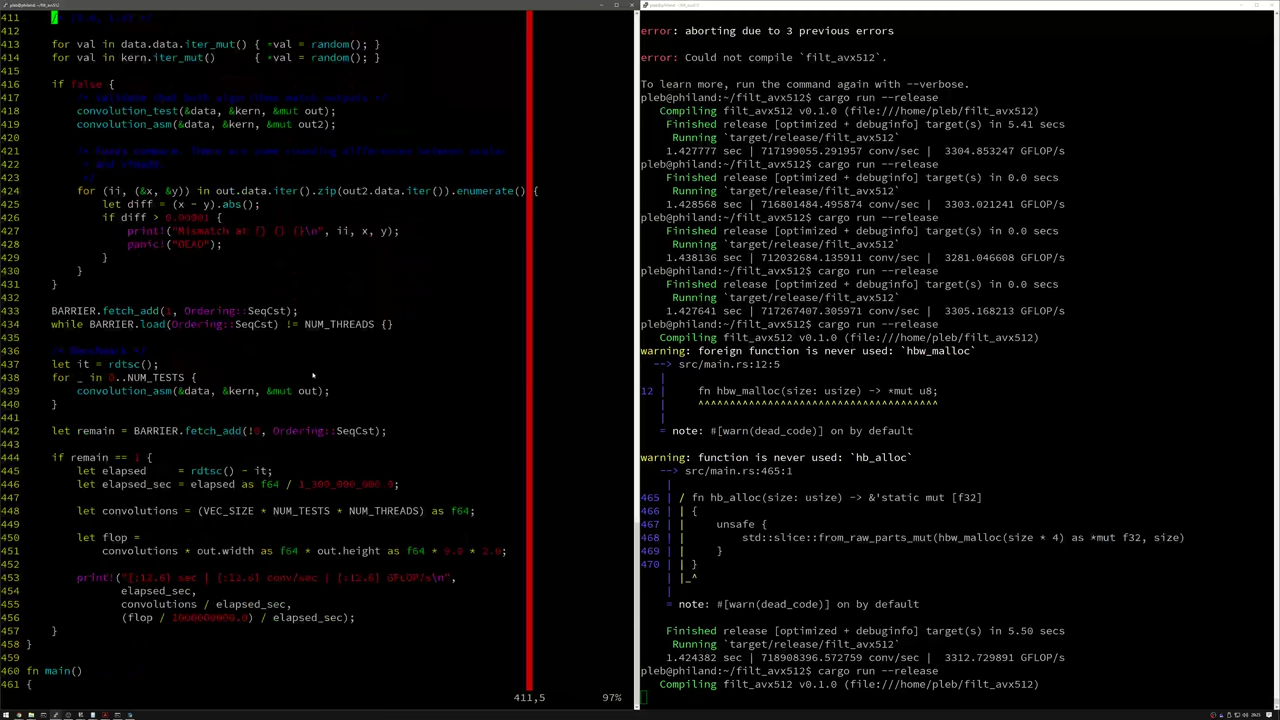 pleb@philand:~/filt_avx512
411
412
413 for val in data.data.iter_mut() { *val = random(); }
414 for val in kern.iter_mut() { *val = random(); }
415
416 if false {
417 /* Validate that both algorithms match outputs */
418 convolution_test(&data, &kern, &mut out);
419 convolution_asm(&data, &kern, &mut out2);
420
421
422
423 */
424 for (ii, (&x, &y)) in out.data.iter().zip(out2.data.iter()).enumerate() {
425 let diff = (x - y).abs();
426 if diff > 0.00001 {
427 print!("Mismatch at {} {} {}\n", ii, x, y);
428 panic!("DEAD");
429 }
430 }
431 }
432
433 BARRIER.fetch_add(1, Ordering::SeqCst);
434 while BARRIER.load(Ordering::SeqCst) != NUM_THREADS {}
435
436 /* Benchmark */
437 let it = rdtsc();
438 for _ in 0..NUM_TESTS {
439 convolution_asm(&data, &kern, &mut out);
440 }
441
442 let remain = BARRIER.fetch_add(!0, Ordering::SeqCst);
443
444 if remain == 1 {
445 let elapsed = rdtsc() - it;
446 let elapsed_sec = elapsed as f64 / 1_300_000_000.0;
447
448 let convolutions = (VEC_SIZE * NUM_TESTS * NUM_THREADS) as f64;
449
450 let flop =
451 convolutions * out.width as f64 * out.height as f64 * 9.0 * 2.0;
452
453 print!("{:12.6} sec | {:13.6} conv/sec | {:12.6} GFLOP/s\n",
454 elapsed_sec,
455 convolutions / elapsed_sec,
456 (flop / 1000000000.0) / elapsed_sec);
457 }
458 }
459
460 fn main()
461 {
411,5 97%
pleb@philand:~/filt_avx512
error: aborting due to 3 previous errors
error: Could not compile `filt_avx512`.
To learn more, run the command again with --verbose.
pleb@philand:~/filt_avx512$ cargo run --release
Compiling filt_avx512 v0.1.0 (file:///home/pleb/filt_avx512)
Finished release [optimized + debuginfo] target(s) in 5.41 secs
Running `target/release/filt_avx512`
1.427777 sec | 717199055.291957 conv/sec | 3304.853247 GFLOP/s
pleb@philand:~/filt_avx512$ cargo run --release
Finished release [optimized + debuginfo] target(s) in 0.0 secs
Running `target/release/filt_avx512`
1.428568 sec | 716801484.495874 conv/sec | 3303.021241 GFLOP/s
pleb@philand:~/filt_avx512$ cargo run --release
Finished release [optimized + debuginfo] target(s) in 0.0 secs
Running `target/release/filt_avx512`
1.438136 sec | 712032684.135911 conv/sec | 3281.046608 GFLOP/s
pleb@philand:~/filt_avx512$ cargo run --release
Finished release [optimized + debuginfo] target(s) in 0.0 secs
Running `target/release/filt_avx512`
1.427641 sec | 717267407.305971 conv/sec | 3305.168213 GFLOP/s
pleb@philand:~/filt_avx512$ cargo run --release
Compiling filt_avx512 v0.1.0 (file:///home/pleb/filt_avx512)
warning: foreign function is never used: `hbw_malloc`
--> src/main.rs:12:5
|
12 | fn hbw_malloc(size: usize) -> *mut u8;
| ^^^^^^^^^^^^^^^^^^^^^^^^^^^^^^^^^^^^^^
|
= note: #[warn(dead_code)] on by default
warning: function is never used: `hb_alloc`
--> src/main.rs:465:1
|
465 | / fn hb_alloc(size: usize) -> &'static mut [f32]
466 | | {
467 | | unsafe {
468 | | std::slice::from_raw_parts_mut(hbw_malloc(size * 4) as *mut f32, size)
469 | | }
470 | | }
| |_^
|
= note: #[warn(dead_code)] on by default
Finished release [optimized + debuginfo] target(s) in 5.50 secs
Running `target/release/filt_avx512`
1.424382 sec | 718908396.572759 conv/sec | 3312.729891 GFLOP/s
pleb@philand:~/filt_avx512$ cargo run --release
Compiling filt_avx512 v0.1.0 (file:///home/pleb/filt_avx512)